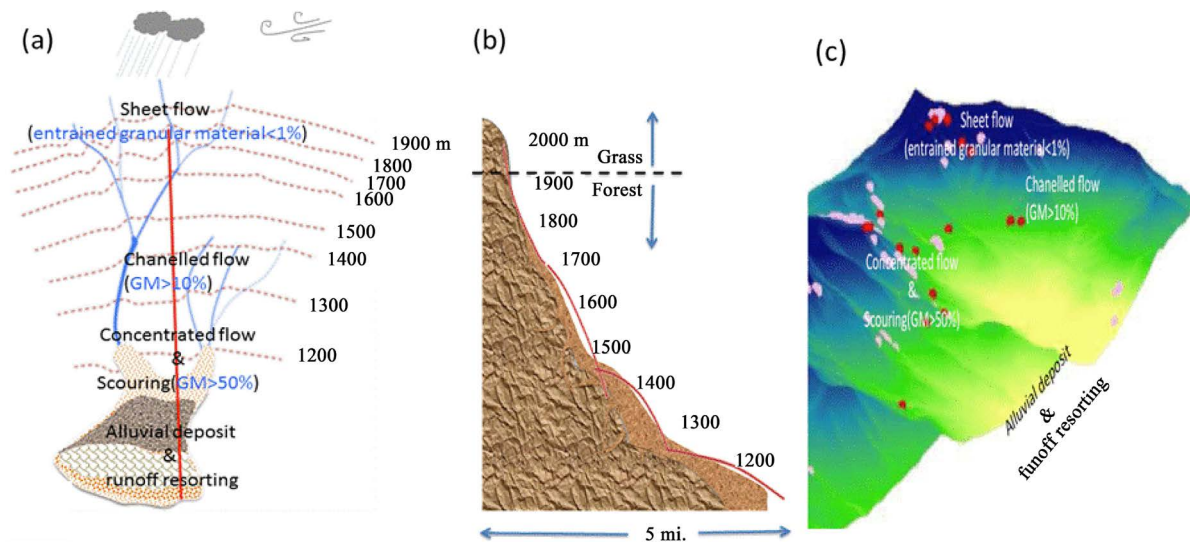 (a)
Sheet flow
(entrained granular material<1%)
1900 m
1800
1700
1600
1500
1400
Chanelled flow
(GM>10%)
1300
Concentrated flow
&
Scouring(GM>50%)
1200
Alluvial deposit
&
runoff resorting
(b)
2000 m
Grass
1900
Forest
1800
1700
1600
1500
1400
1300
1200
5 mi.
(c)
Sheet flow
(entrained granular material<1%)
Chanelled flow
(GM>10%)
Concentrated flow
&
Scouring(GM>50%)
Alluvial deposit
&
funoff resorting